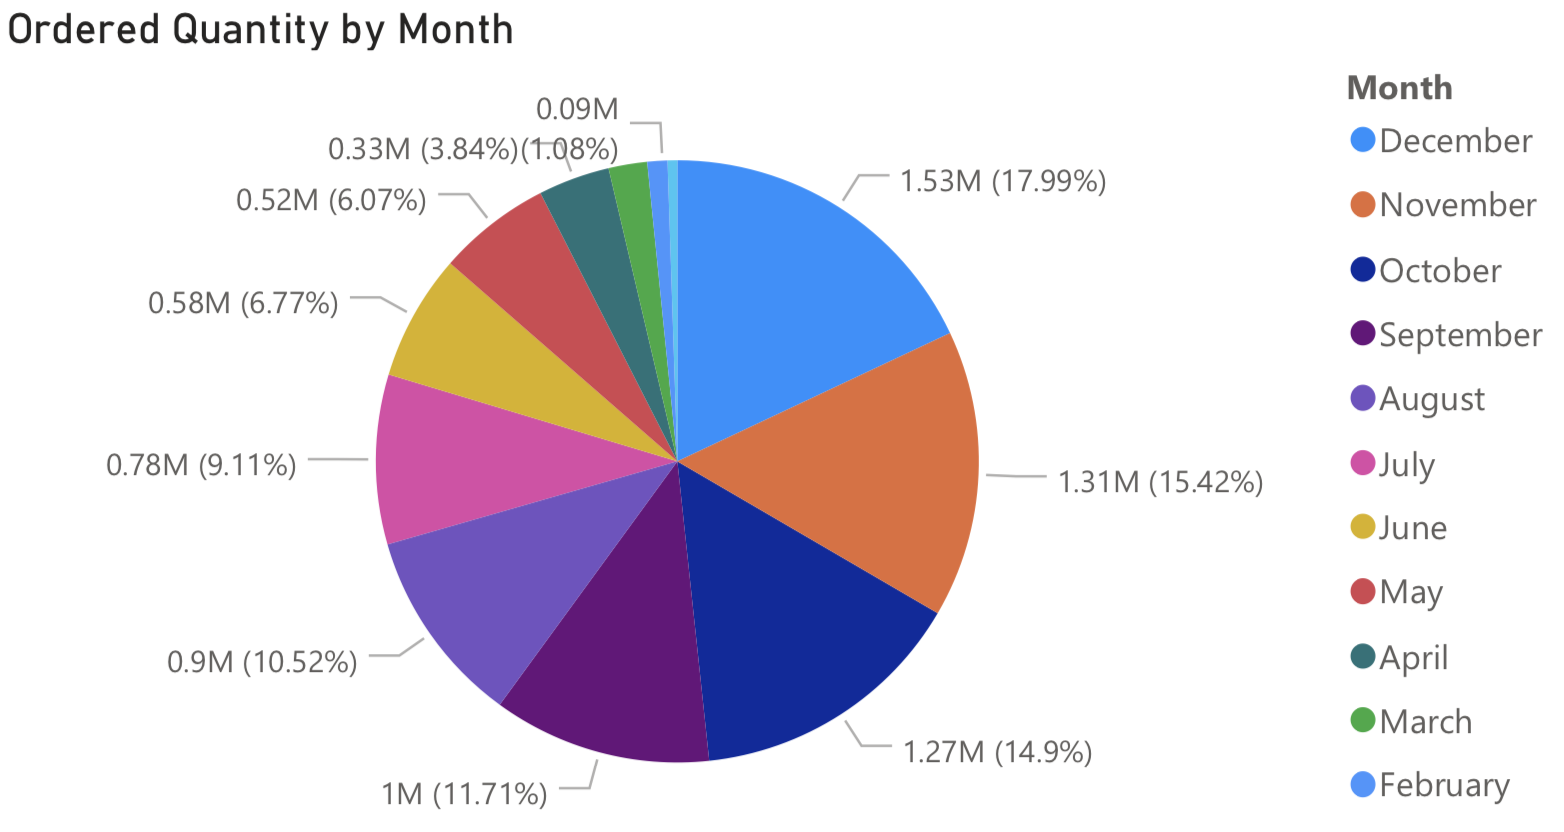 Ordered Quantity by Month
0.09M
(1.08%)
0.33M (3.84%)
0.52M (6.07%)
0.58M (6.77%)
0.78M (9.11%)
0.9M (10.52%)
1M (11.71%)
1.53M (17.99%)
1.31M (15.42%)
1.27M (14.9%)
Month
December
November
October
September
August
July
June
May
April
March
February